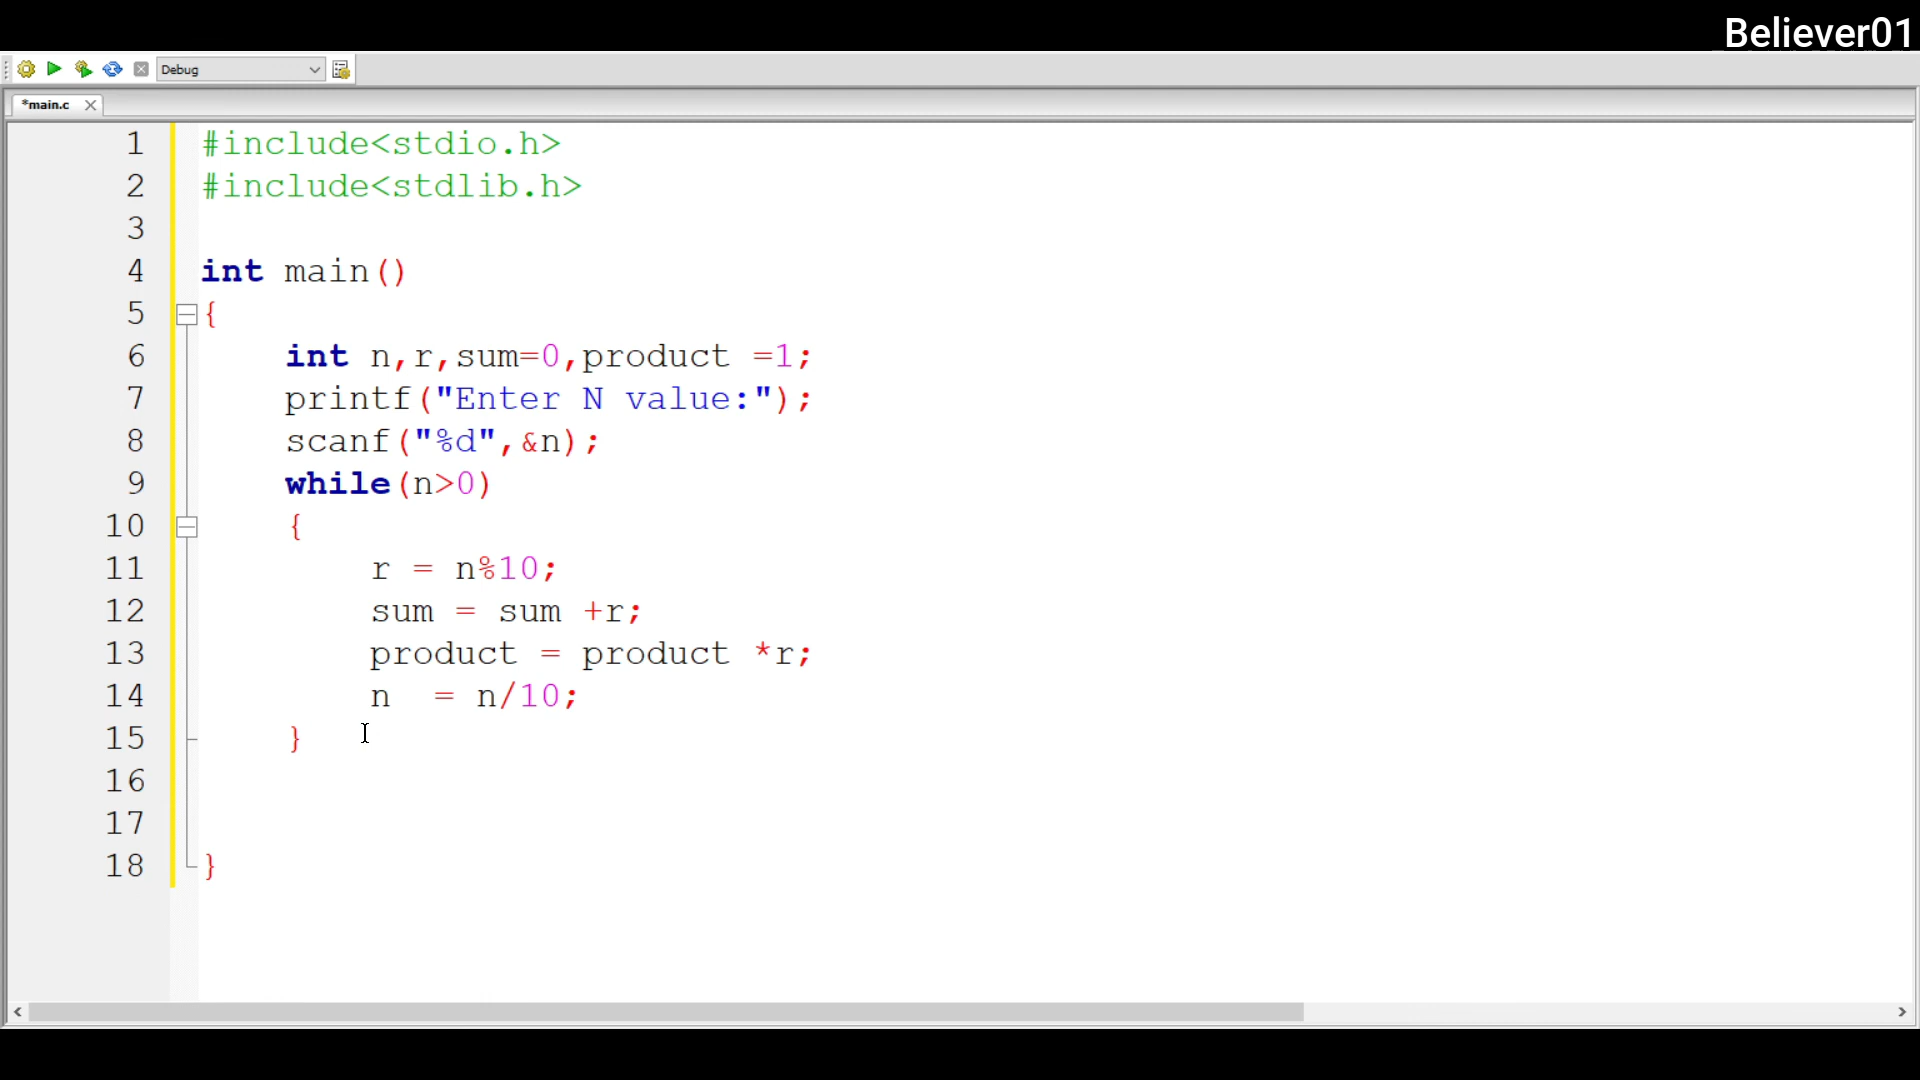 Believer01
Debug
*main.c
1 #include<stdio.h>
2 #include<stdlib.h>
3
4 int main()
5 {
6 int n,r,sum=0,product =1;
7 printf("Enter N value:");
8 scanf("%d",&n);
9 while(n>0)
10 {
11 r = n%10;
12 sum = sum +r;
13 product = product *r;
14 n  = n/10;
15 }
16
17
18 }